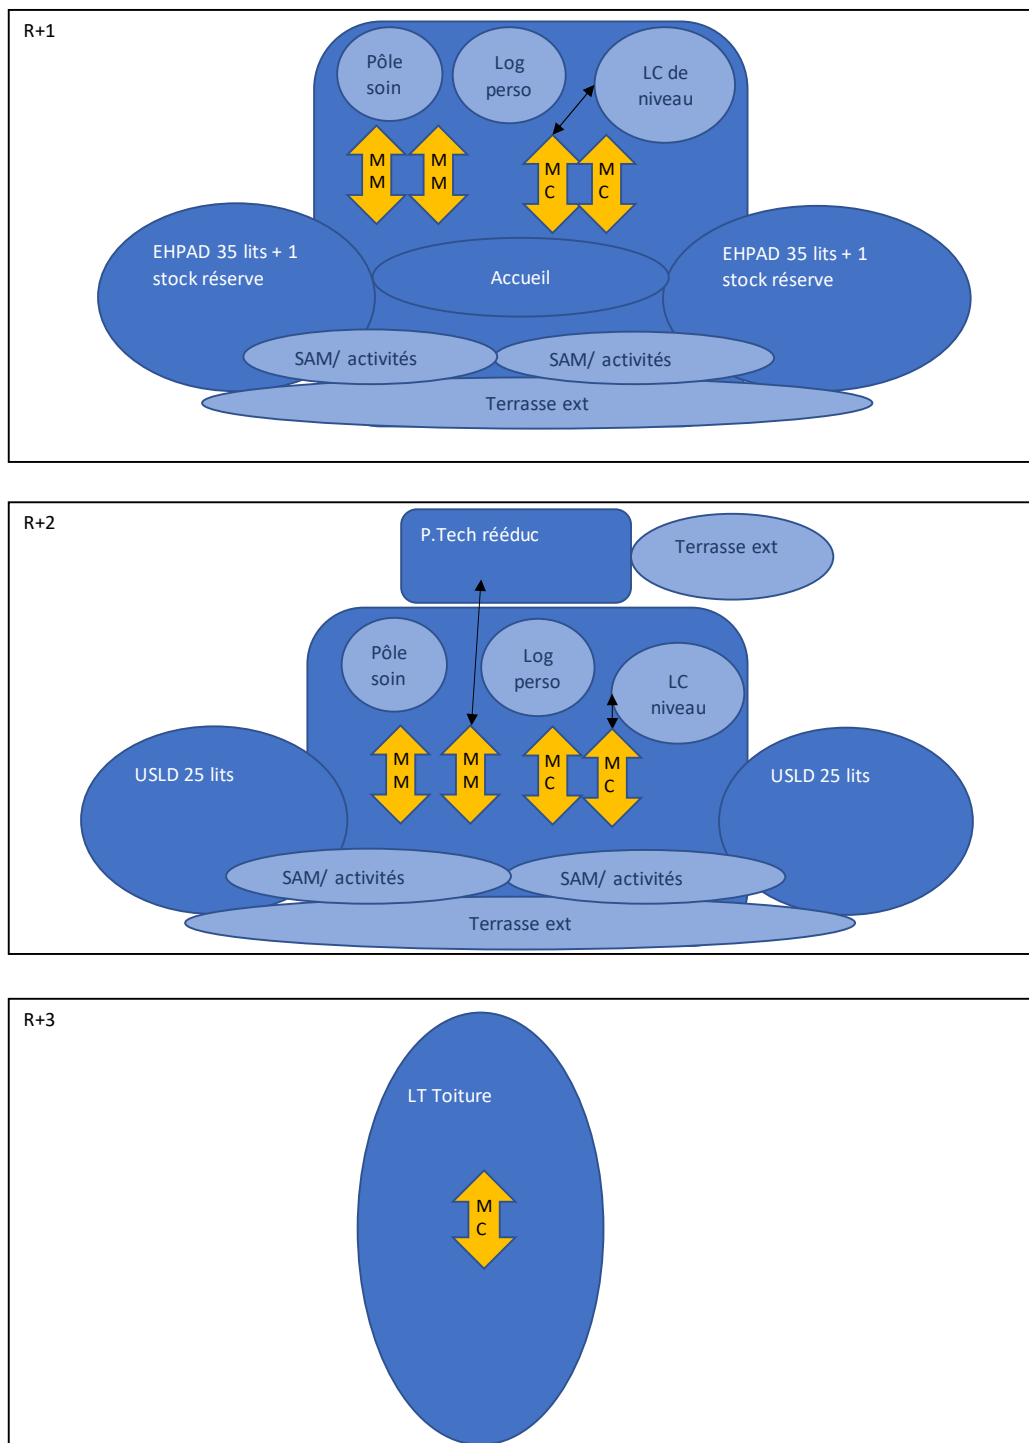 R+1
Pôle
soin
Log
perso
LC de
niveau
M
M
M
M
M
C
M
C
EHPAD 35 lits + 1
stock réserve
Accueil
EHPAD 35 lits + 1
stock réserve
SAM/ activités
SAM/ activités
Terrasse ext
R+2
P.Tech rééduc
Terrasse ext
Pôle
soin
Log
perso
LC
niveau
M
M
M
M
M
C
M
C
USLD 25 lits
USLD 25 lits
SAM/ activités
SAM/ activités
Terrasse ext
R+3
LT Toiture
M
C